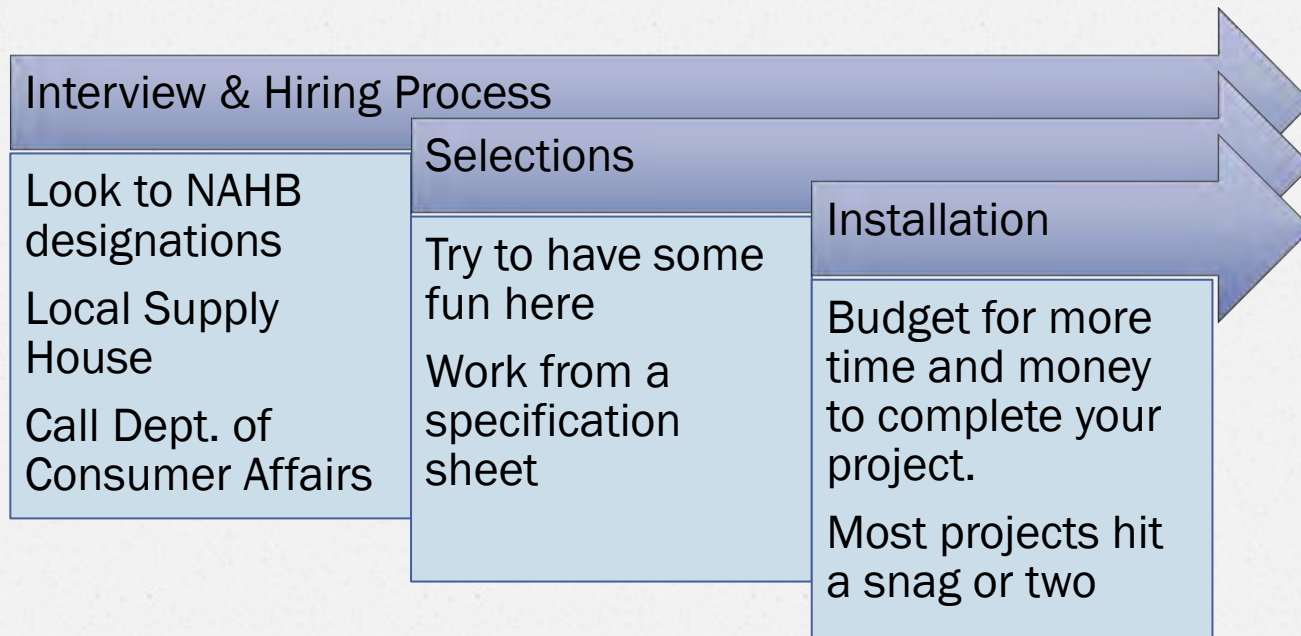 Interview & Hiring Process
Look to NAHB
designations
Local Supply
House
Call Dept. of
Consumer Affairs
Selections
Try to have some
fun here
Work from a
specification
sheet
Installation
Budget for more
time and money
to complete your
project.
Most projects hit
a snag or two